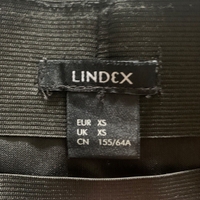 LINDEX
EUR XS
UK XS
CN 155/64A